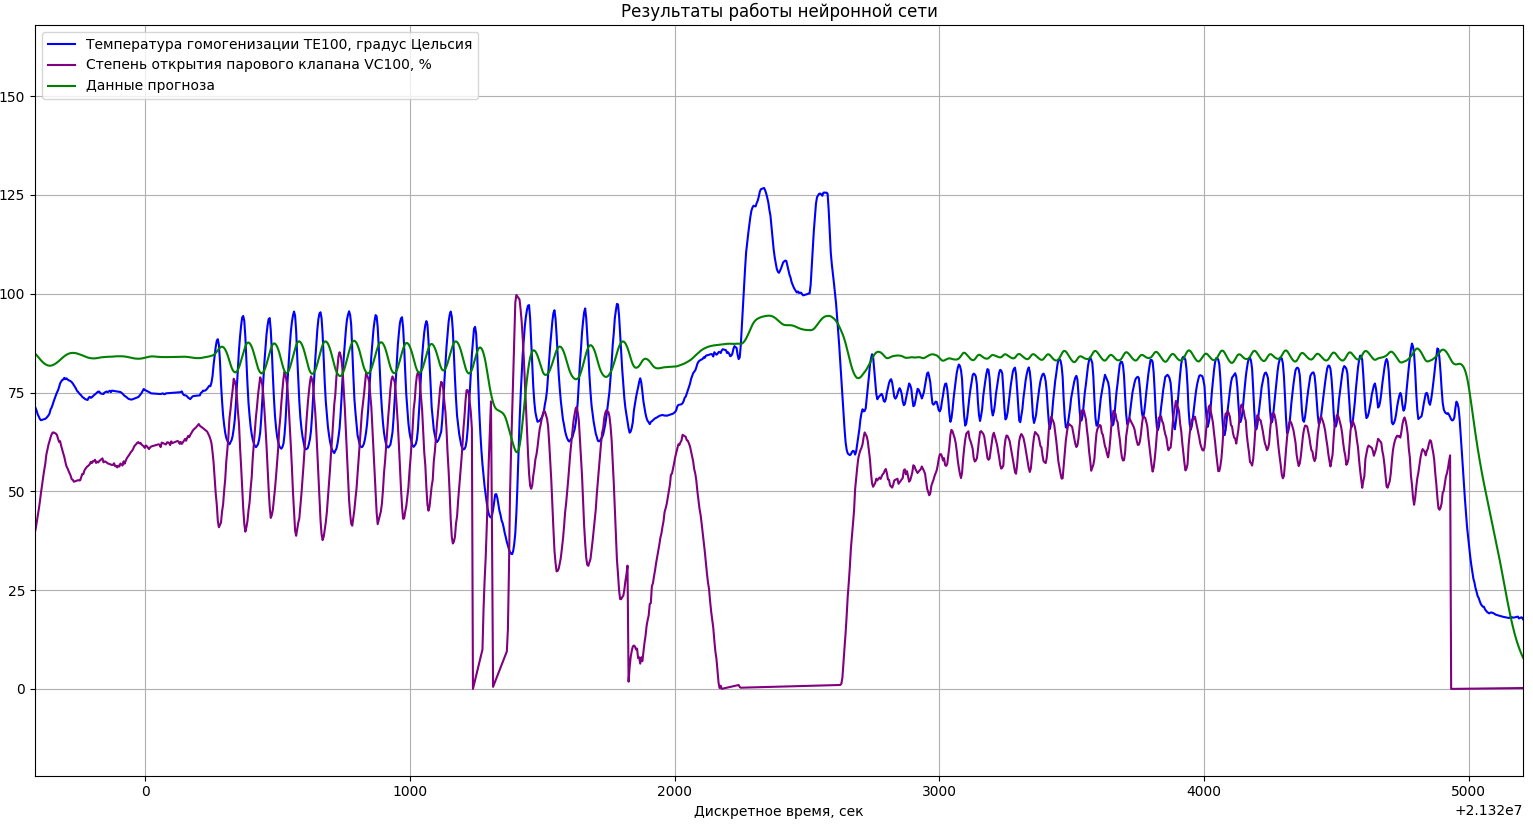 Результаты работы нейронной сети
Температура гомогенизации TE100, градус Цельсия
Степень открытия парового клапана VC100, %
Данные прогноза
150
125
100
75
50
25
0
0 1000 2000 3000 4000 5000
+2.132e7
Дискретное время, сек